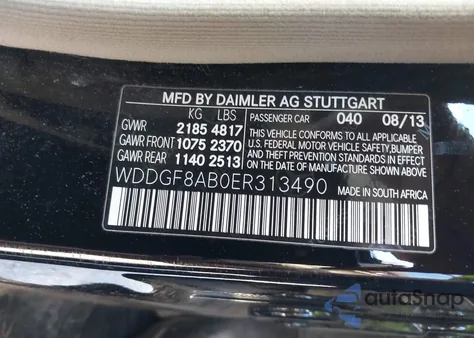 MFD BY DAIMLER AG STUTTGART
KG LBS PASSENGER CAR 040 08/13
GVWR 2185 4817 THIS VEHICLE CONFORMS TO ALL APPLICABLE
GAWR FRONT 1075 2370 U.S. FEDERAL MOTOR VEHICLE SAFETY,BUMPER
GAWR REAR 1140 2513 AND THEFT PREVENTION STANDARDS IN EFFECT
ON THE DATE OF MANUFACTURE SHOWN ABOVE.
WDDGF8AB0ER313490 MADE IN SOUTH AFRICA
autoSnap